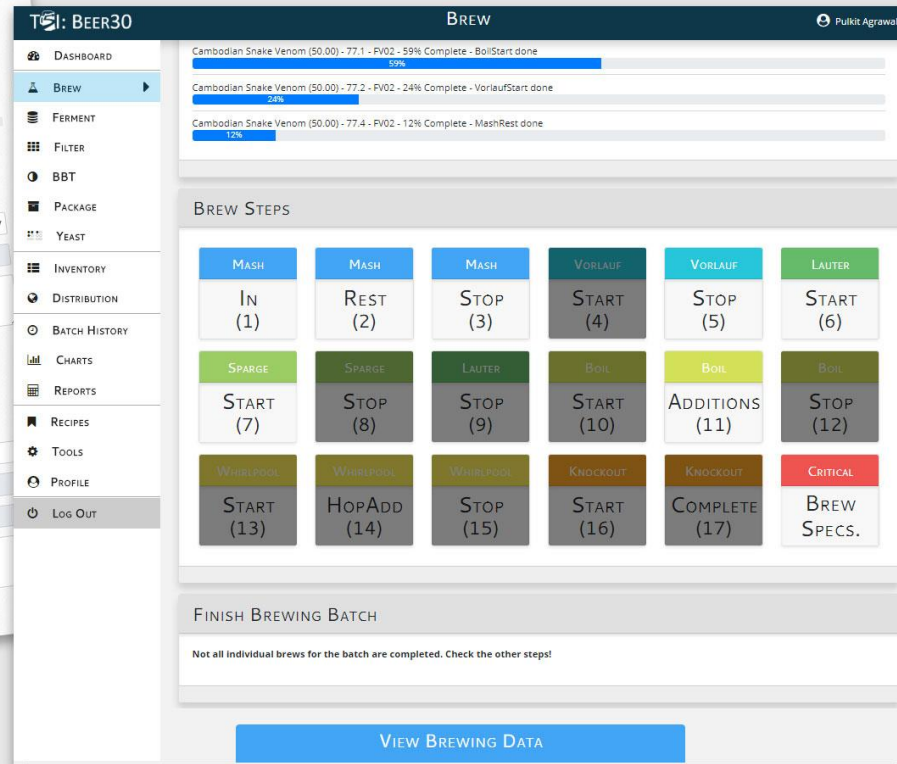 TSI: BEER30
BREW
Pulkit Agrawal
DASHBOARD
BREW
FERMENT
FILTER
BBT
PACKAGE
YEAST
INVENTORY
DISTRIBUTION
BATCH HISTORY
CHARTS
REPORTS
RECIPES
TOOLS
PROFILE
LOG OUT
Cambodian Snake Venom (50.00) - 77.1 - FV02 - 59% Complete - BoilStart done
59%
Cambodian Snake Venom (50.00) - 77.2 - FV02 - 24% Complete - VorlaufStart done
24%
Cambodian Snake Venom (50.00) - 77.4 - FV02 - 12% Complete - MashRest done
12%
BREW STEPS
MASH
IN
(1)
MASH
REST
(2)
MASH
STOP
(3)
VORLAUF
START
(4)
VORLAUF
STOP
(5)
LAUTER
START
(6)
SPARGE
START
(7)
SPARGE
STOP
(8)
LAUTER
STOP
(9)
BOIL
START
(10)
BOIL
ADDITIONS
(11)
BOIL
STOP
(12)
WHIRLPOOL
START
(13)
WHIRLPOOL
HOPADD
(14)
WHIRLPOOL
STOP
(15)
KNOCKOUT
START
(16)
KNOCKOUT
COMPLETE
(17)
CRITICAL
BREW
SPECS.
FINISH BREWING BATCH
Not all individual brews for the batch are completed. Check the other steps!
VIEW BREWING DATA